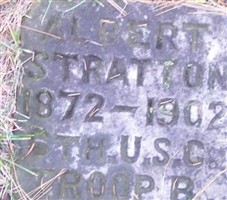 ALBERT
STRATTON
1872-1902
TH.U.S.C.
TROOP B.